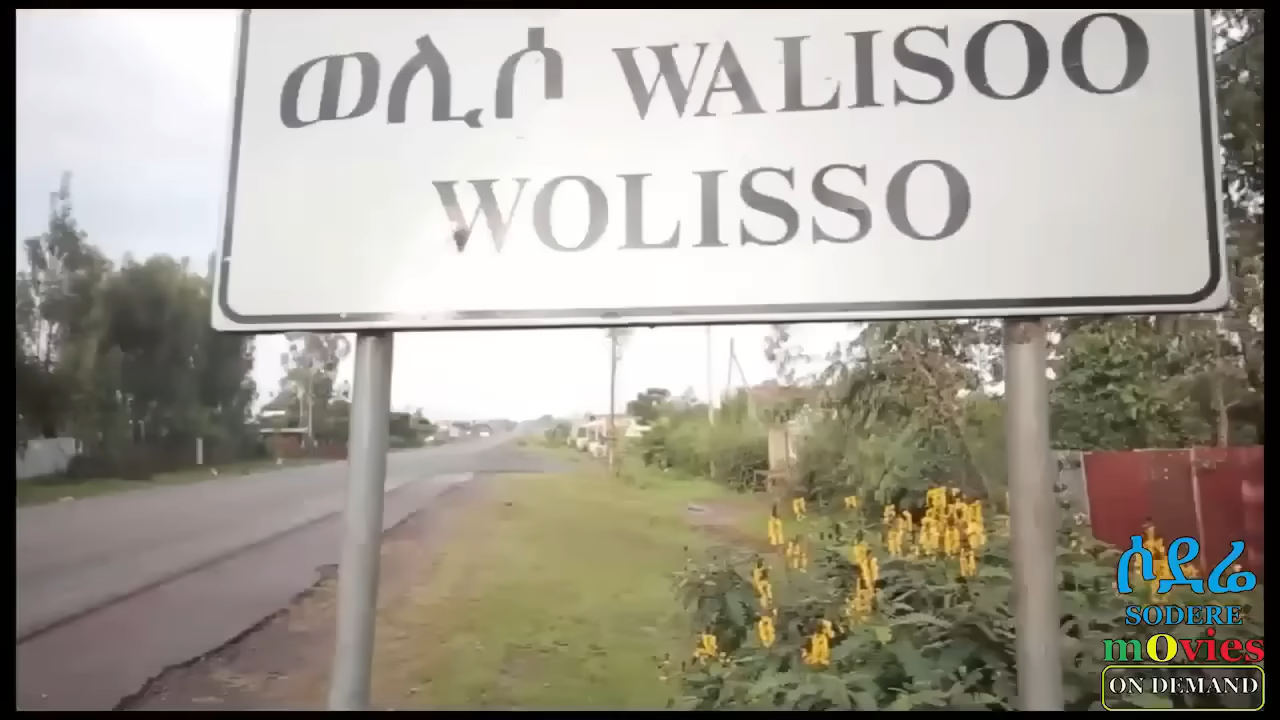 ወሊሶ WALISOO
WOLISSO
ሶደሬ
SODERE
mOvies
ON DEMAND